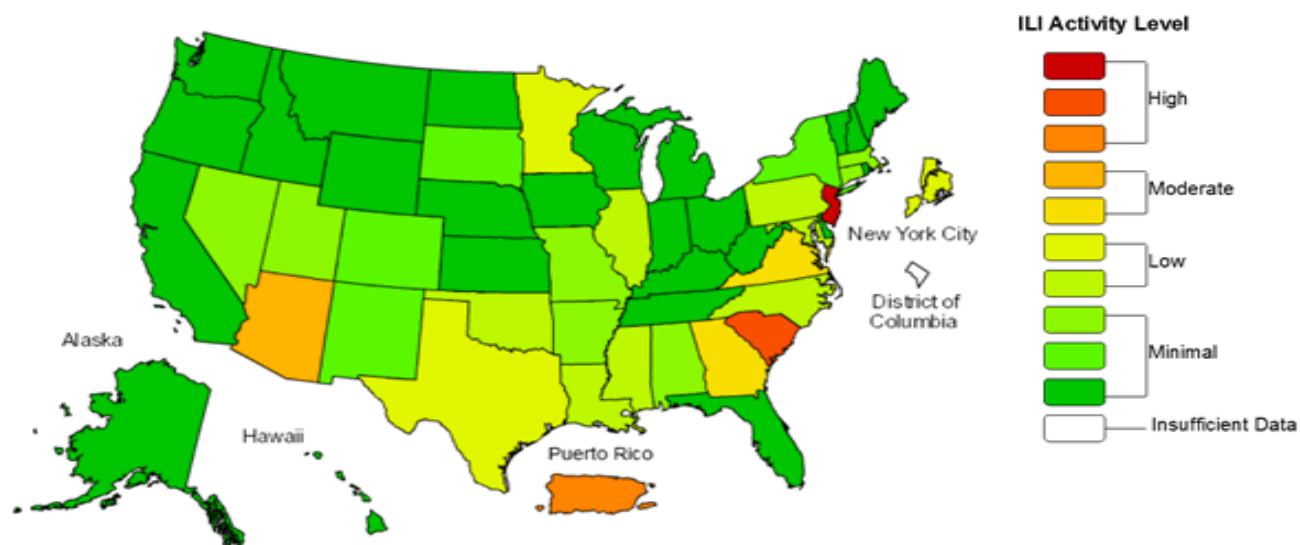 ILI Activity Level
High
Moderate
New York City
Low
District of
Columbia
Alaska
Minimal
Hawaii
Insufficient Data
Puerto Rico